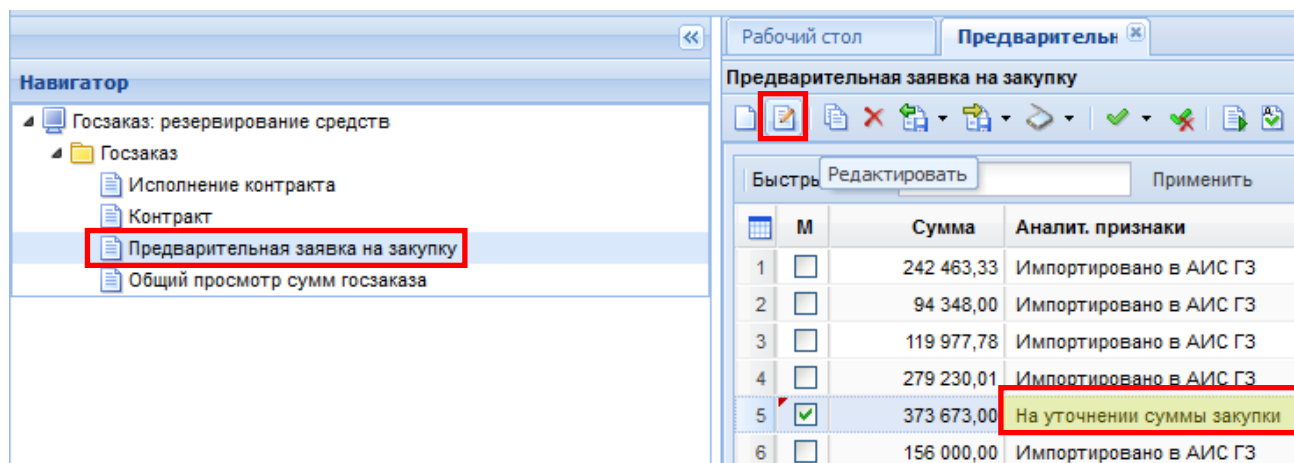 Навигатор
Госзаказ: резервирование средств
Госзаказ
Исполнение контракта
Контракт
Предварительная заявка на закупку
Общий просмотр сумм госзаказа
Рабочий стол Предварительн
Предварительная заявка на закупку
Быстры Редактировать Применить
М Сумма Аналит. признаки
1 242 463,33 Импортировано в АИС ГЗ
2 94 348,00 Импортировано в АИС ГЗ
3 119 977,78 Импортировано в АИС ГЗ
4 279 230,01 Импортировано в АИС ГЗ
5 373 673,00 На уточнении суммы закупки
6 156 000,00 Импортировано в АИС ГЗ